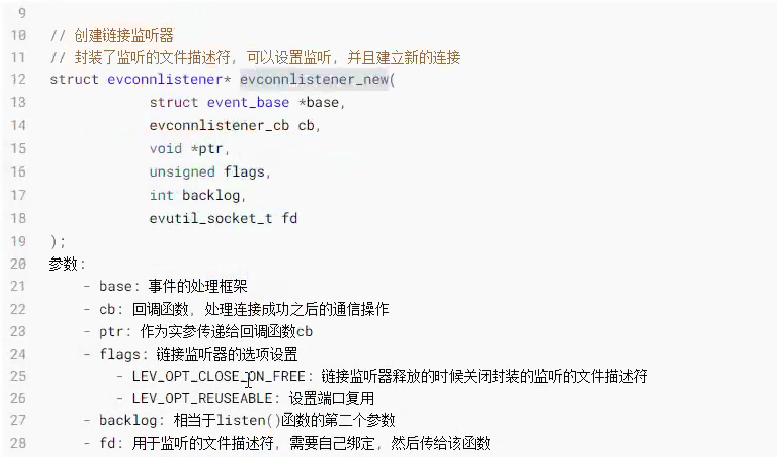 9
10 // 创建链接监听器
11 // 封装了监听的文件描述符，可以设置监听，并且建立新的连接
12 struct evconnlistener* evconnlistener_new(
13 struct event_base *base,
14 evconnlistener_cb cb,
15 void *ptr,
16 unsigned flags,
17 int backlog,
18 evutil_socket_t fd
19 );
20 参数:
21 - base: 事件的处理框架
22 - cb: 回调函数，处理连接成功之后的通信操作
23 - ptr: 作为实参传递给回调函数cb
24 - flags: 链接监听器的选项设置
25 - LEV_OPT_CLOSE_ON_FREE: 链接监听器释放的时候关闭封装的监听的文件描述符
26 - LEV_OPT_REUSEABLE: 设置端口复用
27 - backlog: 相当于listen()函数的第二个参数
28 - fd: 用于监听的文件描述符，需要自己绑定，然后传给该函数